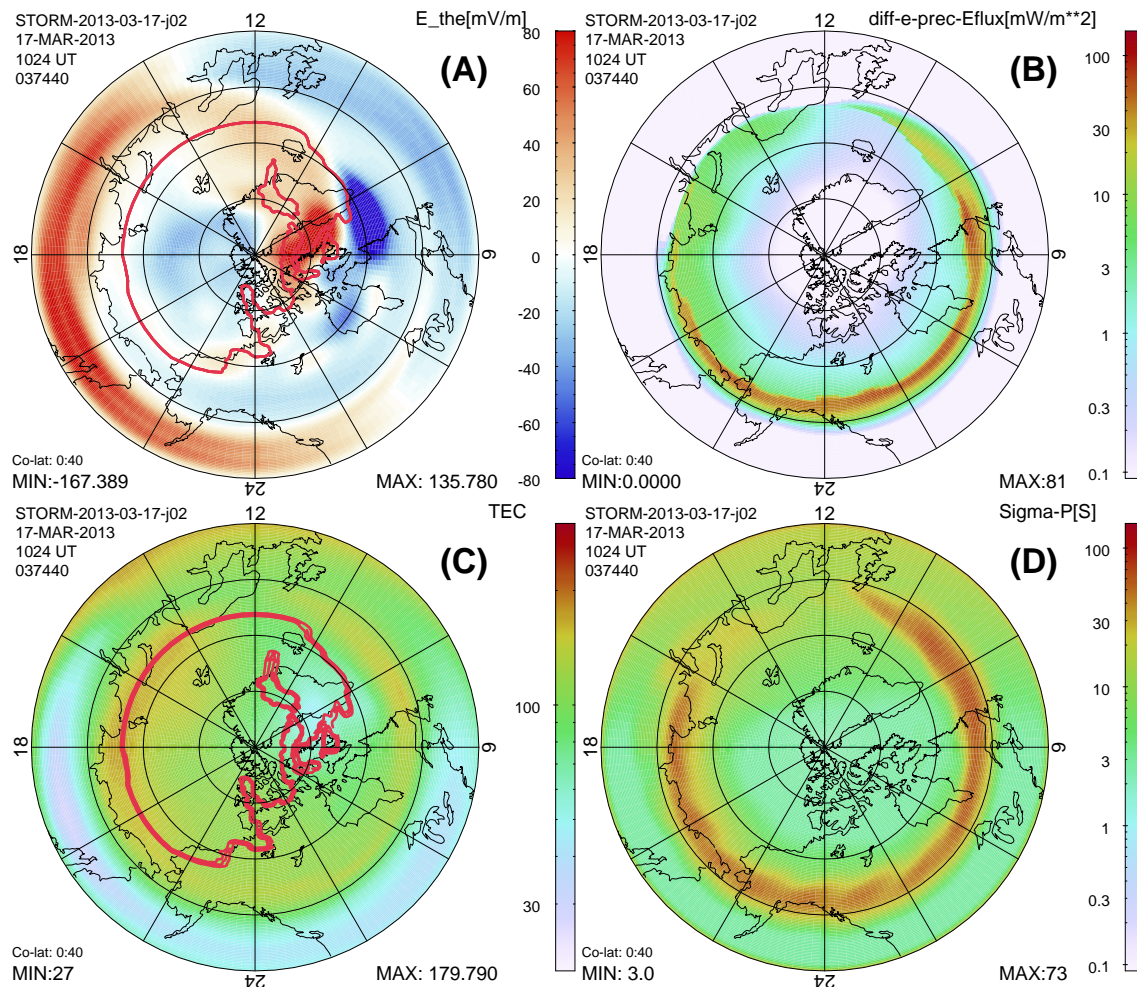 STORM-2013-03-17-j02
17-MAR-2013
1024 UT
037440
12
E_the[mV/m]
(A)
18
6
24
80
60
40
20
0
-20
-40
-60
-80
Co-lat: 0:40
MIN:-167.389
MAX: 135.780
STORM-2013-03-17-j02
17-MAR-2013
1024 UT
037440
12
diff-e-prec-Eflux[mW/m**2]
(B)
18
6
24
100
30
10
3
1
0.3
0.1
Co-lat: 0:40
MIN:0.0000
MAX:81
STORM-2013-03-17-j02
17-MAR-2013
1024 UT
037440
12
TEC
(C)
18
6
24
100
30
Co-lat: 0:40
MIN:27
MAX: 179.790
STORM-2013-03-17-j02
17-MAR-2013
1024 UT
037440
12
Sigma-P[S]
(D)
18
6
24
100
30
10
3
1
0.3
0.1
Co-lat: 0:40
MIN: 3.0
MAX:73